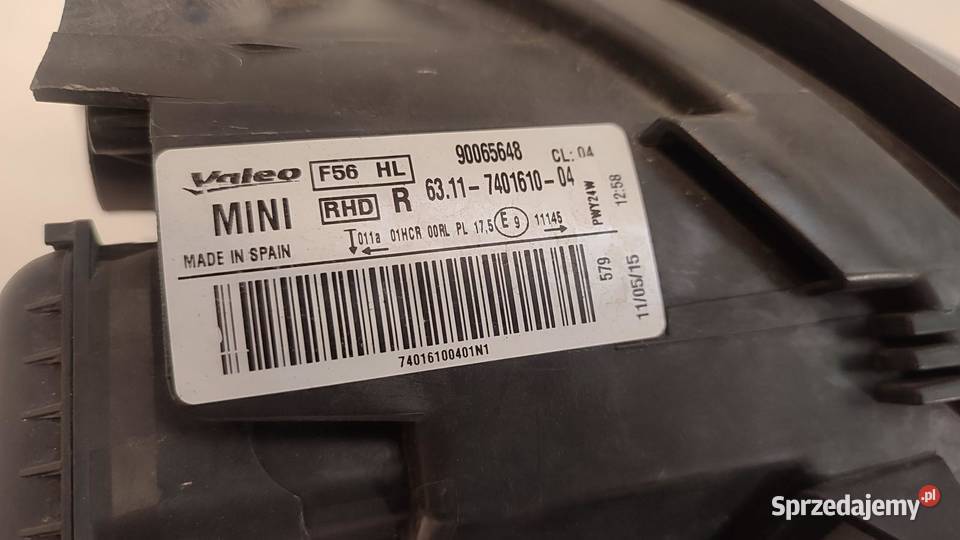 Valeo F56 HL 90065648 CL: 04
MINI RHD R 63.11-7401610-04
MADE IN SPAIN 011a 01HCR 00RL PL 17,5 E 9 11145
PWY24W 12:58
579 11/05/15
74016100401N1
Sprzedajemy.pl